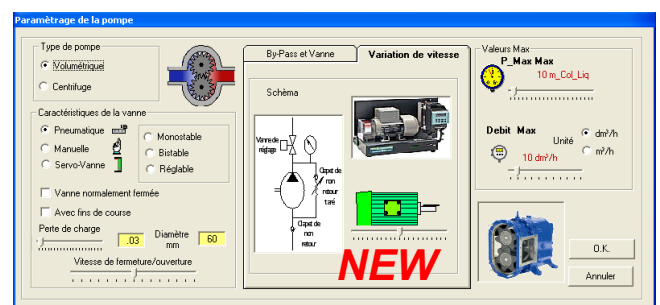 Paramètrage de la pompe
Type de pompe
Volumétrique
Centrifuge
Caractéristiques de la vanne
Pneumatique
Manuelle
Servo-Vanne
Monostable
Bistable
Réglable
Vanne normalement fermée
Avec fins de course
Perte de charge
.03
Diamètre
mm
60
Vitesse de fermeture/ouverture
By-Pass et Vanne
Variation de vitesse
Schèma
Vanne de
réglage
Clapet de
non
retour
taré
Clapet de
non
retour
NEW
Valeurs Max
P_Max Max
10 m_Col_Liq
Debit Max
Unité
dm³/h
m³/h
10 dm³/h
O.K.
Annuler